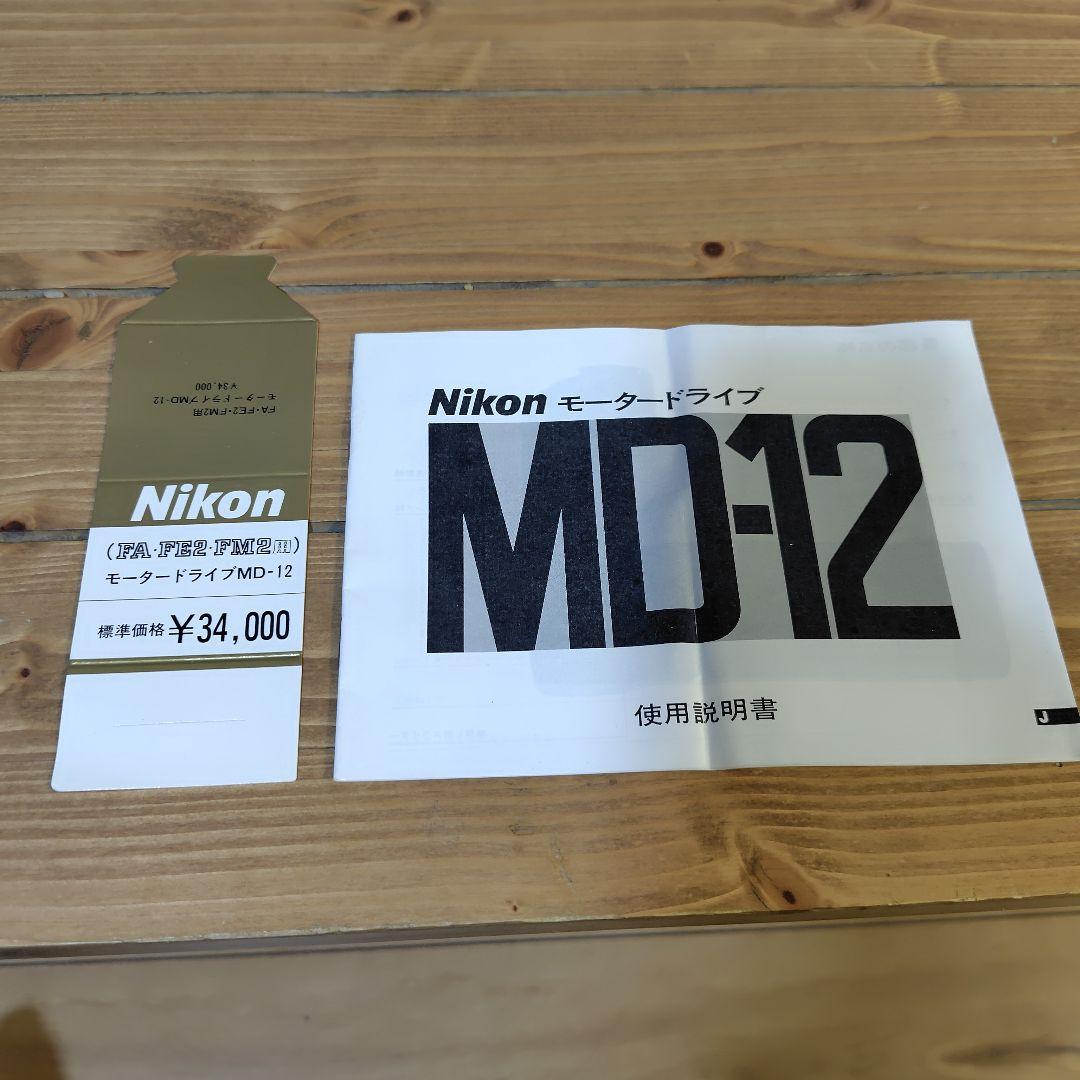 FA・FE2・FM2用
モータードライブMD-12
¥34,000
Nikon
(FA・FE2・FM2用)
モータードライブMD-12
標準価格 ¥34,000
Nikon モータードライブ
MD-12
使用説明書
J